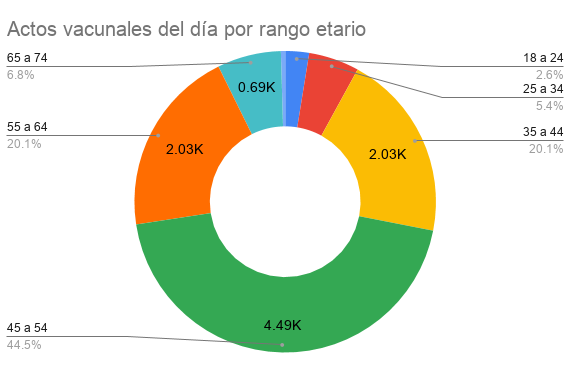 Actos vacunales del día por rango etario
65 a 74
6.8%
18 a 24
2.6%
25 a 34
5.4%
0.69K
55 a 64
20.1%
2.03K
2.03K
35 a 44
20.1%
4.49K
45 a 54
44.5%